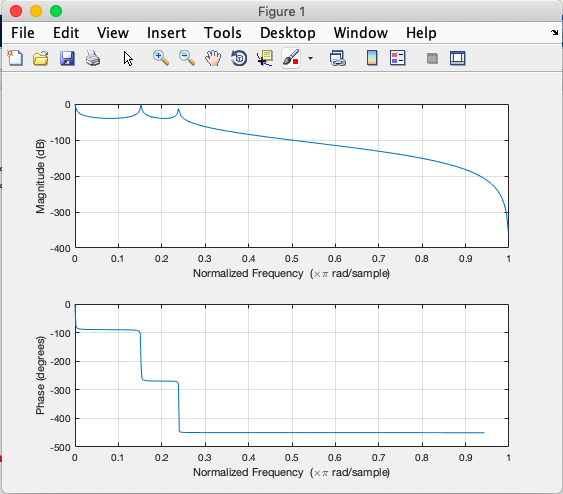 Figure 1
File Edit View Insert Tools Desktop Window Help
0
-100
-200
-300
-400
Magnitude (dB)
0 0.1 0.2 0.3 0.4 0.5 0.6 0.7 0.8 0.9 1
Normalized Frequency (×π rad/sample)
0
-100
-200
-300
-400
-500
Phase (degrees)
0 0.1 0.2 0.3 0.4 0.5 0.6 0.7 0.8 0.9 1
Normalized Frequency (×π rad/sample)